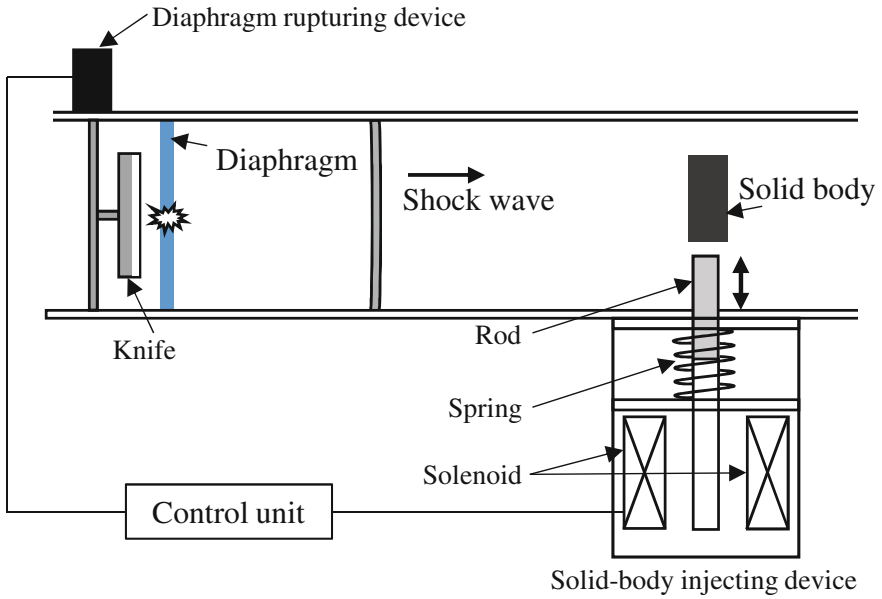 Diaphragm rupturing device
Diaphragm
Shock wave
Solid body
Knife
Rod
Spring
Solenoid
Control unit
Solid-body injecting device